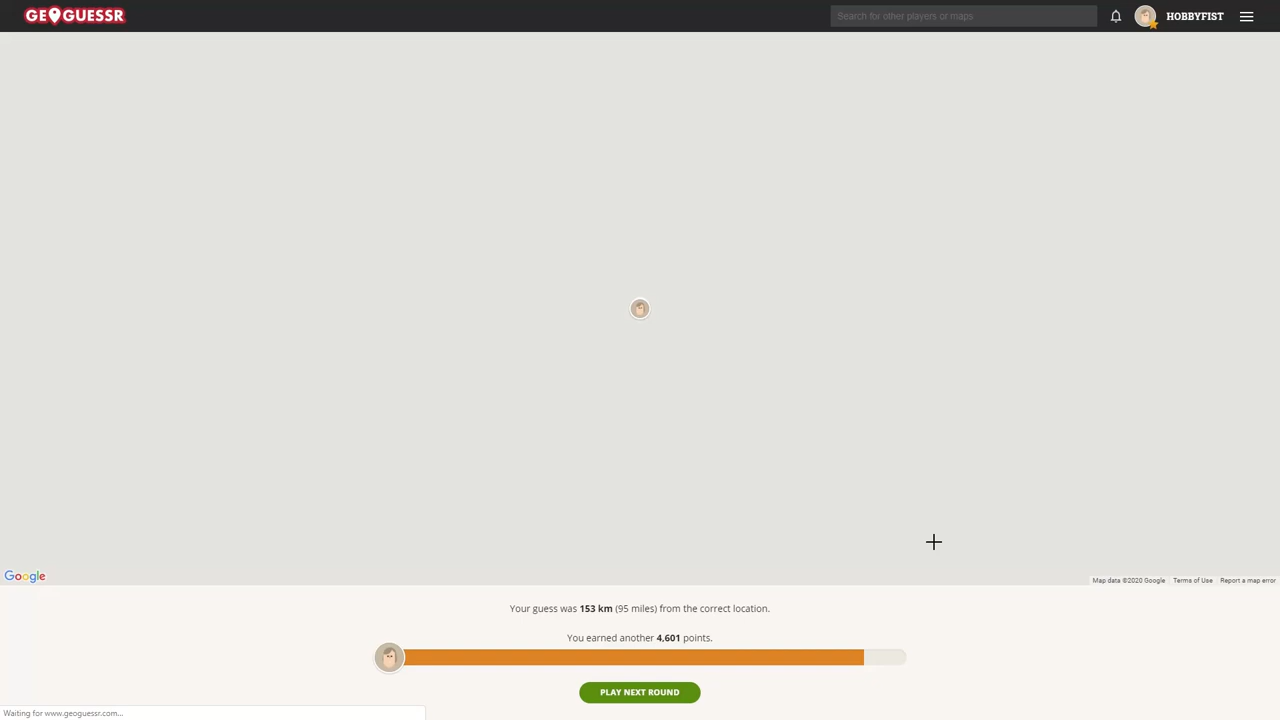 GEOGUESSR
Search for other players or maps
HOBBYFIST
Google
Map data ©2020 Google
Terms of Use
Report a map error
Your guess was 153 km (95 miles) from the correct location.
You earned another 4,601 points.
PLAY NEXT ROUND
Waiting for www.geoguessr.com...